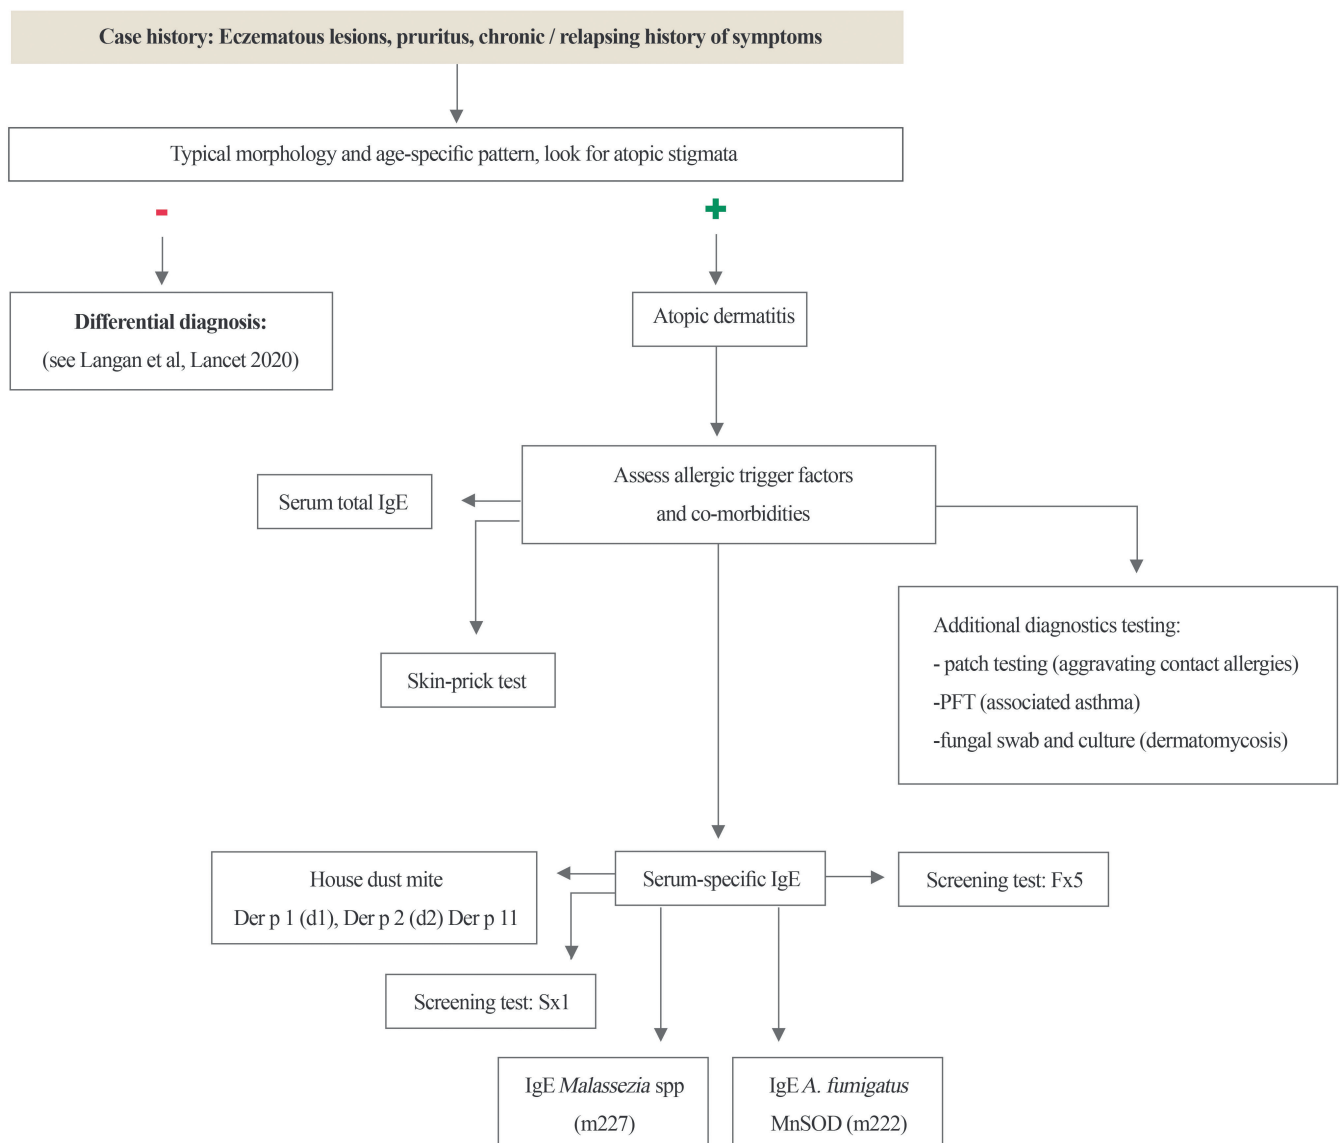 Case history: Eczematous lesions, pruritus, chronic / relapsing history of symptoms
Typical morphology and age-specific pattern, look for atopic stigmata
-
+
Differential diagnosis:
(see Langan et al, Lancet 2020)
Atopic dermatitis
Assess allergic trigger factors
and co-morbidities
Serum total IgE
Skin-prick test
Additional diagnostics testing:
- patch testing (aggravating contact allergies)
-PFT (associated asthma)
-fungal swab and culture (dermatomycosis)
House dust mite
Der p 1 (d1), Der p 2 (d2) Der p 11
Serum-specific IgE
Screening test: Fx5
Screening test: Sx1
IgE Malassezia spp
(m227)
IgE A. fumigatus
MnSOD (m222)